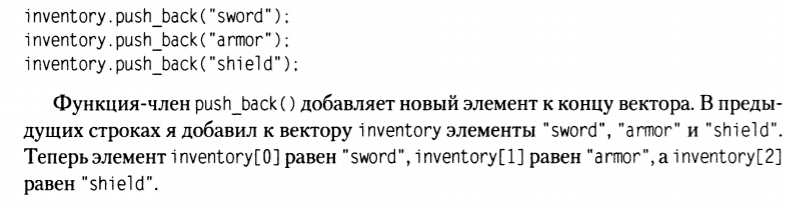 inventory.push_back("sword");
inventory.push_back("armor");
inventory.push_back("shield");
Функция-член push_back() добавляет новый элемент к концу вектора. В преды-
дущих строках я добавил к вектору inventory элементы "sword", "armor" и "shield".
Теперь элемент inventory[0] равен "sword", inventory[1] равен "armor", а inventory[2]
равен "shield".